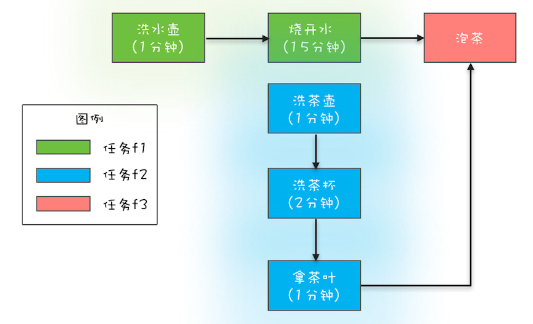 洗水壶
(1分钟)
烧开水
(15分钟)
泡茶
洗茶壶
(1分钟)
图例
任务f1
任务f2
任务f3
洗茶杯
(2分钟)
拿茶叶
(1分钟)